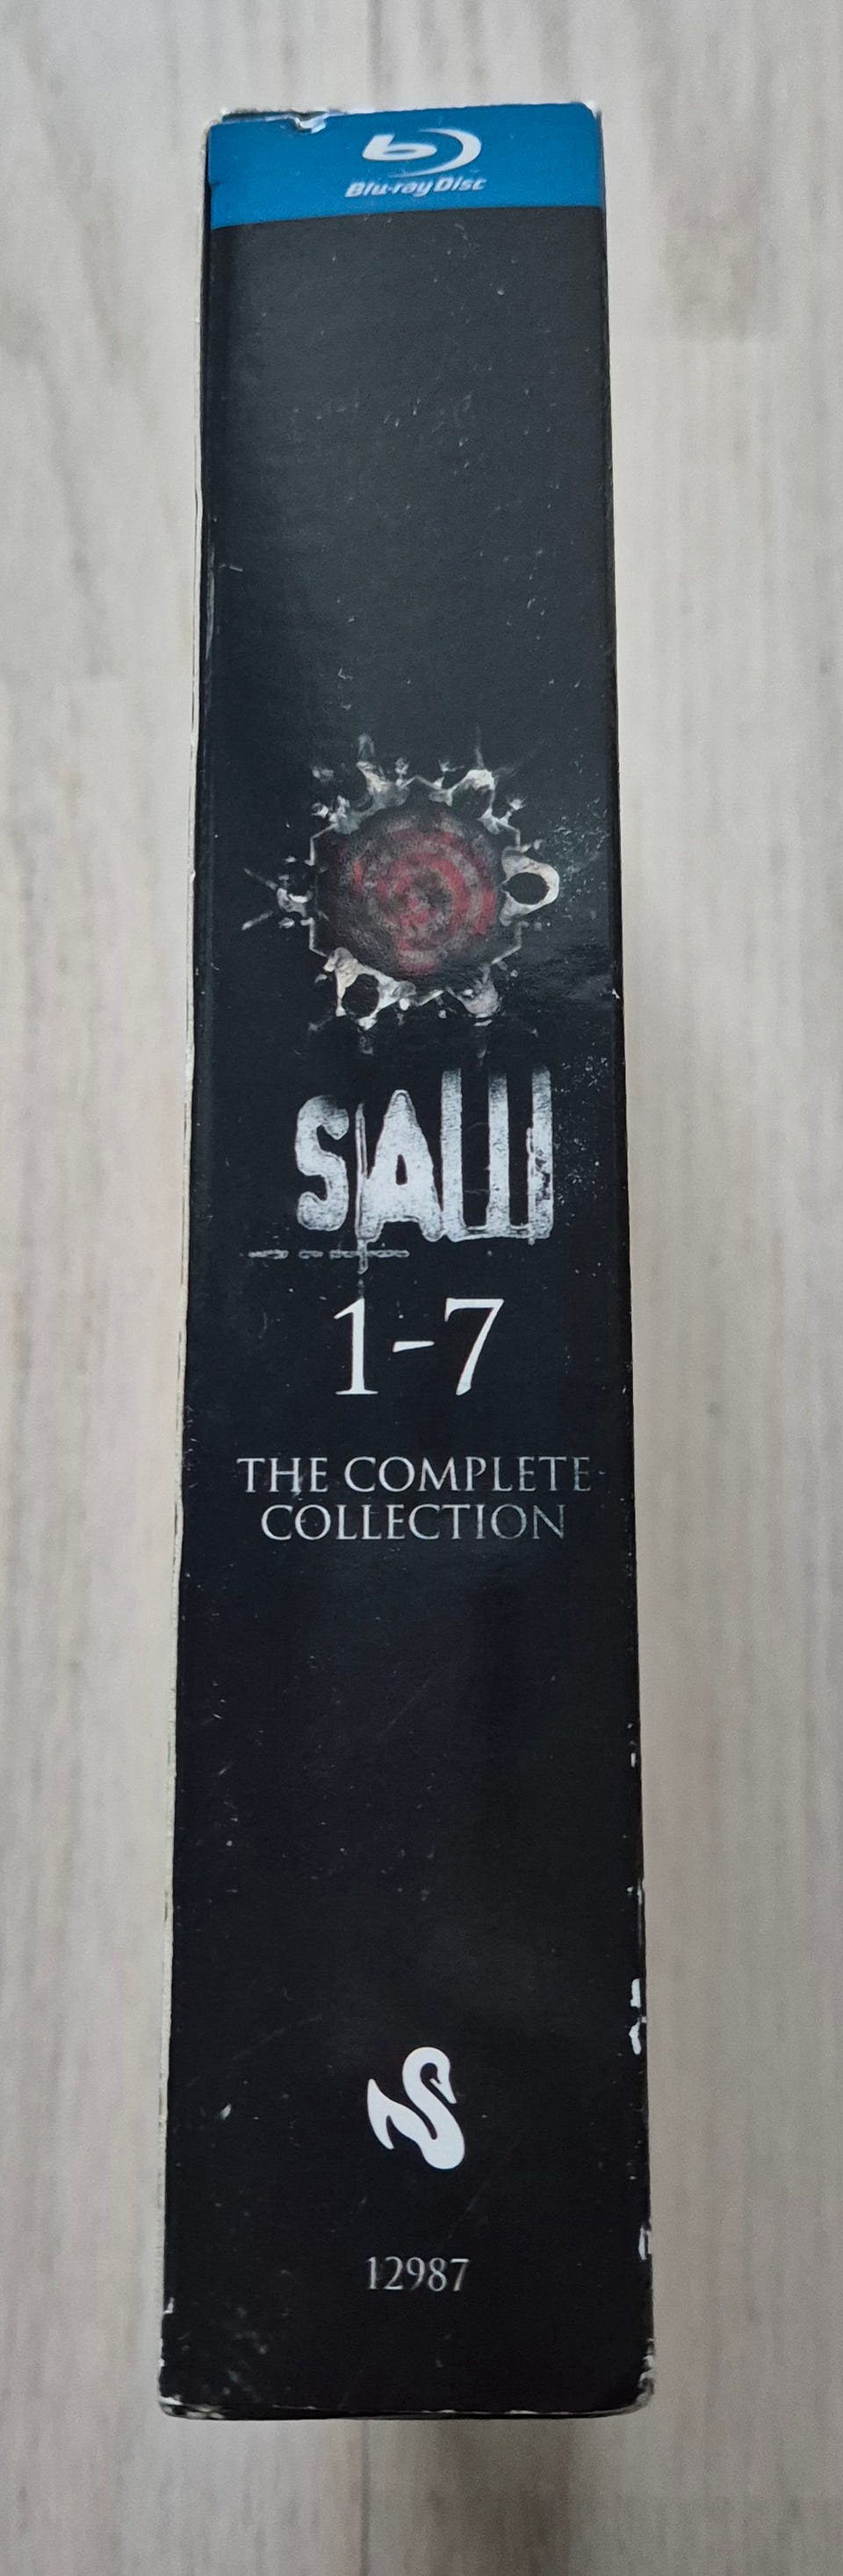 Blu-ray Disc
SAW
1-7
THE COMPLETE
COLLECTION
12987